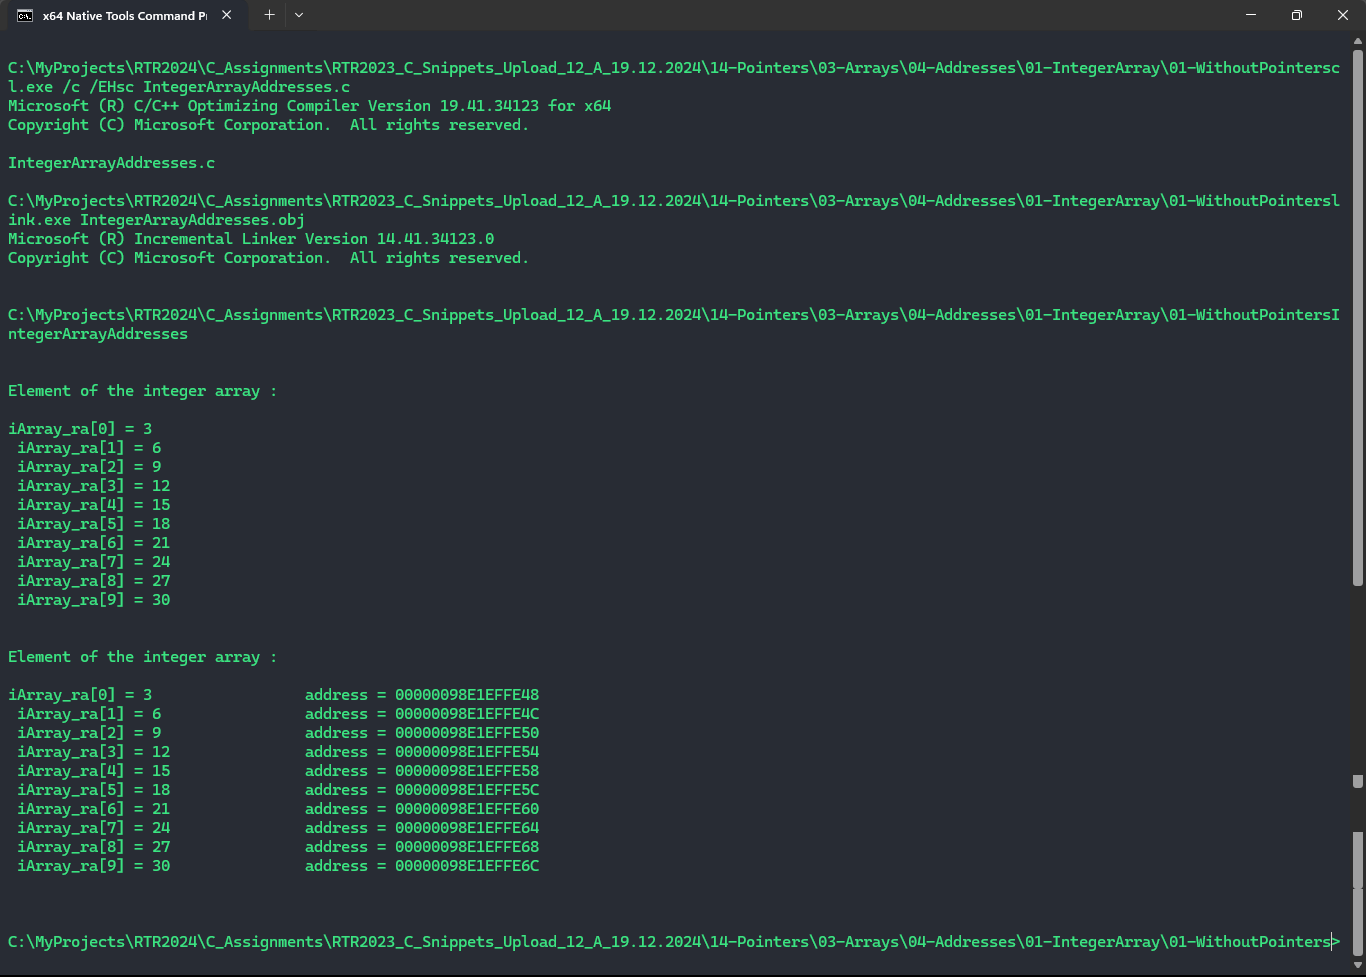 x64 Native Tools Command Pr
C:\MyProjects\RTR2024\C_Assignments\RTR2023_C_Snippets_Upload_12_A_19.12.2024\14-Pointers\03-Arrays\04-Addresses\01-IntegerArray\01-WithoutPointersc
l.exe /c /EHsc IntegerArrayAddresses.c
Microsoft (R) C/C++ Optimizing Compiler Version 19.41.34123 for x64
Copyright (C) Microsoft Corporation.  All rights reserved.
IntegerArrayAddresses.c
C:\MyProjects\RTR2024\C_Assignments\RTR2023_C_Snippets_Upload_12_A_19.12.2024\14-Pointers\03-Arrays\04-Addresses\01-IntegerArray\01-WithoutPointersl
ink.exe IntegerArrayAddresses.obj
Microsoft (R) Incremental Linker Version 14.41.34123.0
Copyright (C) Microsoft Corporation.  All rights reserved.
C:\MyProjects\RTR2024\C_Assignments\RTR2023_C_Snippets_Upload_12_A_19.12.2024\14-Pointers\03-Arrays\04-Addresses\01-IntegerArray\01-WithoutPointersI
ntegerArrayAddresses
Element of the integer array :
iArray_ra[0] = 3
iArray_ra[1] = 6
iArray_ra[2] = 9
iArray_ra[3] = 12
iArray_ra[4] = 15
iArray_ra[5] = 18
iArray_ra[6] = 21
iArray_ra[7] = 24
iArray_ra[8] = 27
iArray_ra[9] = 30
Element of the integer array :
iArray_ra[0] = 3 address = 00000098E1EFFE48
iArray_ra[1] = 6 address = 00000098E1EFFE4C
iArray_ra[2] = 9 address = 00000098E1EFFE50
iArray_ra[3] = 12 address = 00000098E1EFFE54
iArray_ra[4] = 15 address = 00000098E1EFFE58
iArray_ra[5] = 18 address = 00000098E1EFFE5C
iArray_ra[6] = 21 address = 00000098E1EFFE60
iArray_ra[7] = 24 address = 00000098E1EFFE64
iArray_ra[8] = 27 address = 00000098E1EFFE68
iArray_ra[9] = 30 address = 00000098E1EFFE6C
C:\MyProjects\RTR2024\C_Assignments\RTR2023_C_Snippets_Upload_12_A_19.12.2024\14-Pointers\03-Arrays\04-Addresses\01-IntegerArray\01-WithoutPointers>